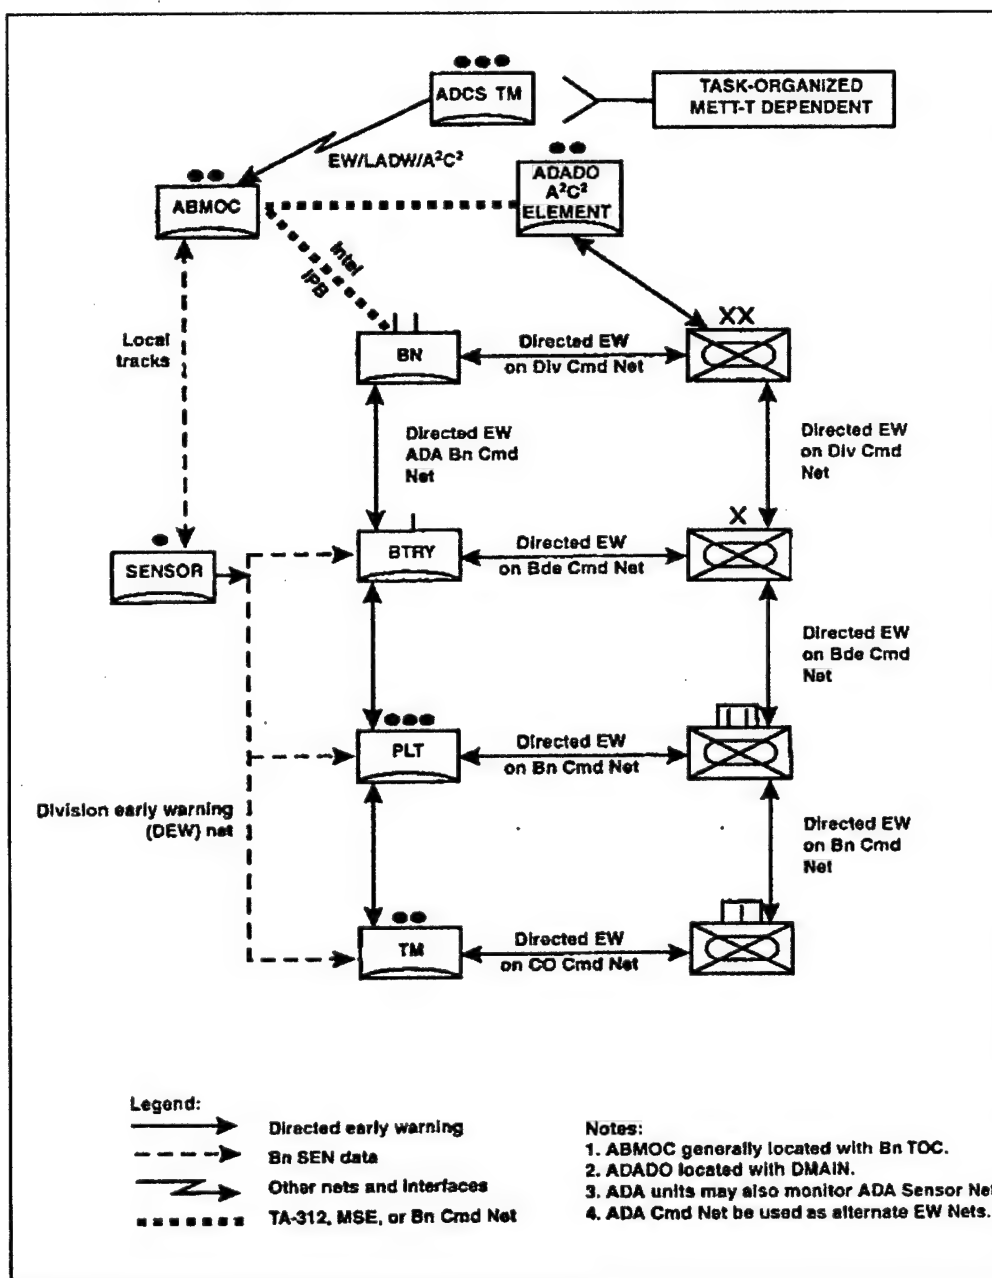 ADCS TM
TASK-ORGANIZED
METT-T DEPENDENT
EW/LADW/A²C²
ABMOC
ADADO
A²C²
ELEMENT
Intel
IPB
XX
Local
tracks
BN
Directed EW
on Div Cmd Net
Directed EW
ADA Bn Cmd
Net
Directed EW
on Div Cmd
Net
X
SENSOR
BTRY
Directed EW
on Bde Cmd Net
Directed EW
on Bde Cmd
Net
PLT
Directed EW
on Bn Cmd Net
Division early warning
(DEW) net
Directed EW
on Bn Cmd
Net
TM
Directed EW
on CO Cmd Net
Legend:
Directed early warning
Bn SEN data
Other nets and interfaces
TA-312, MSE, or Bn Cmd Net
Notes:
1. ABMOC generally located with Bn TOC.
2. ADADO located with DMAIN.
3. ADA units may also monitor ADA Sensor Net
4. ADA Cmd Net be used as alternate EW Nets.